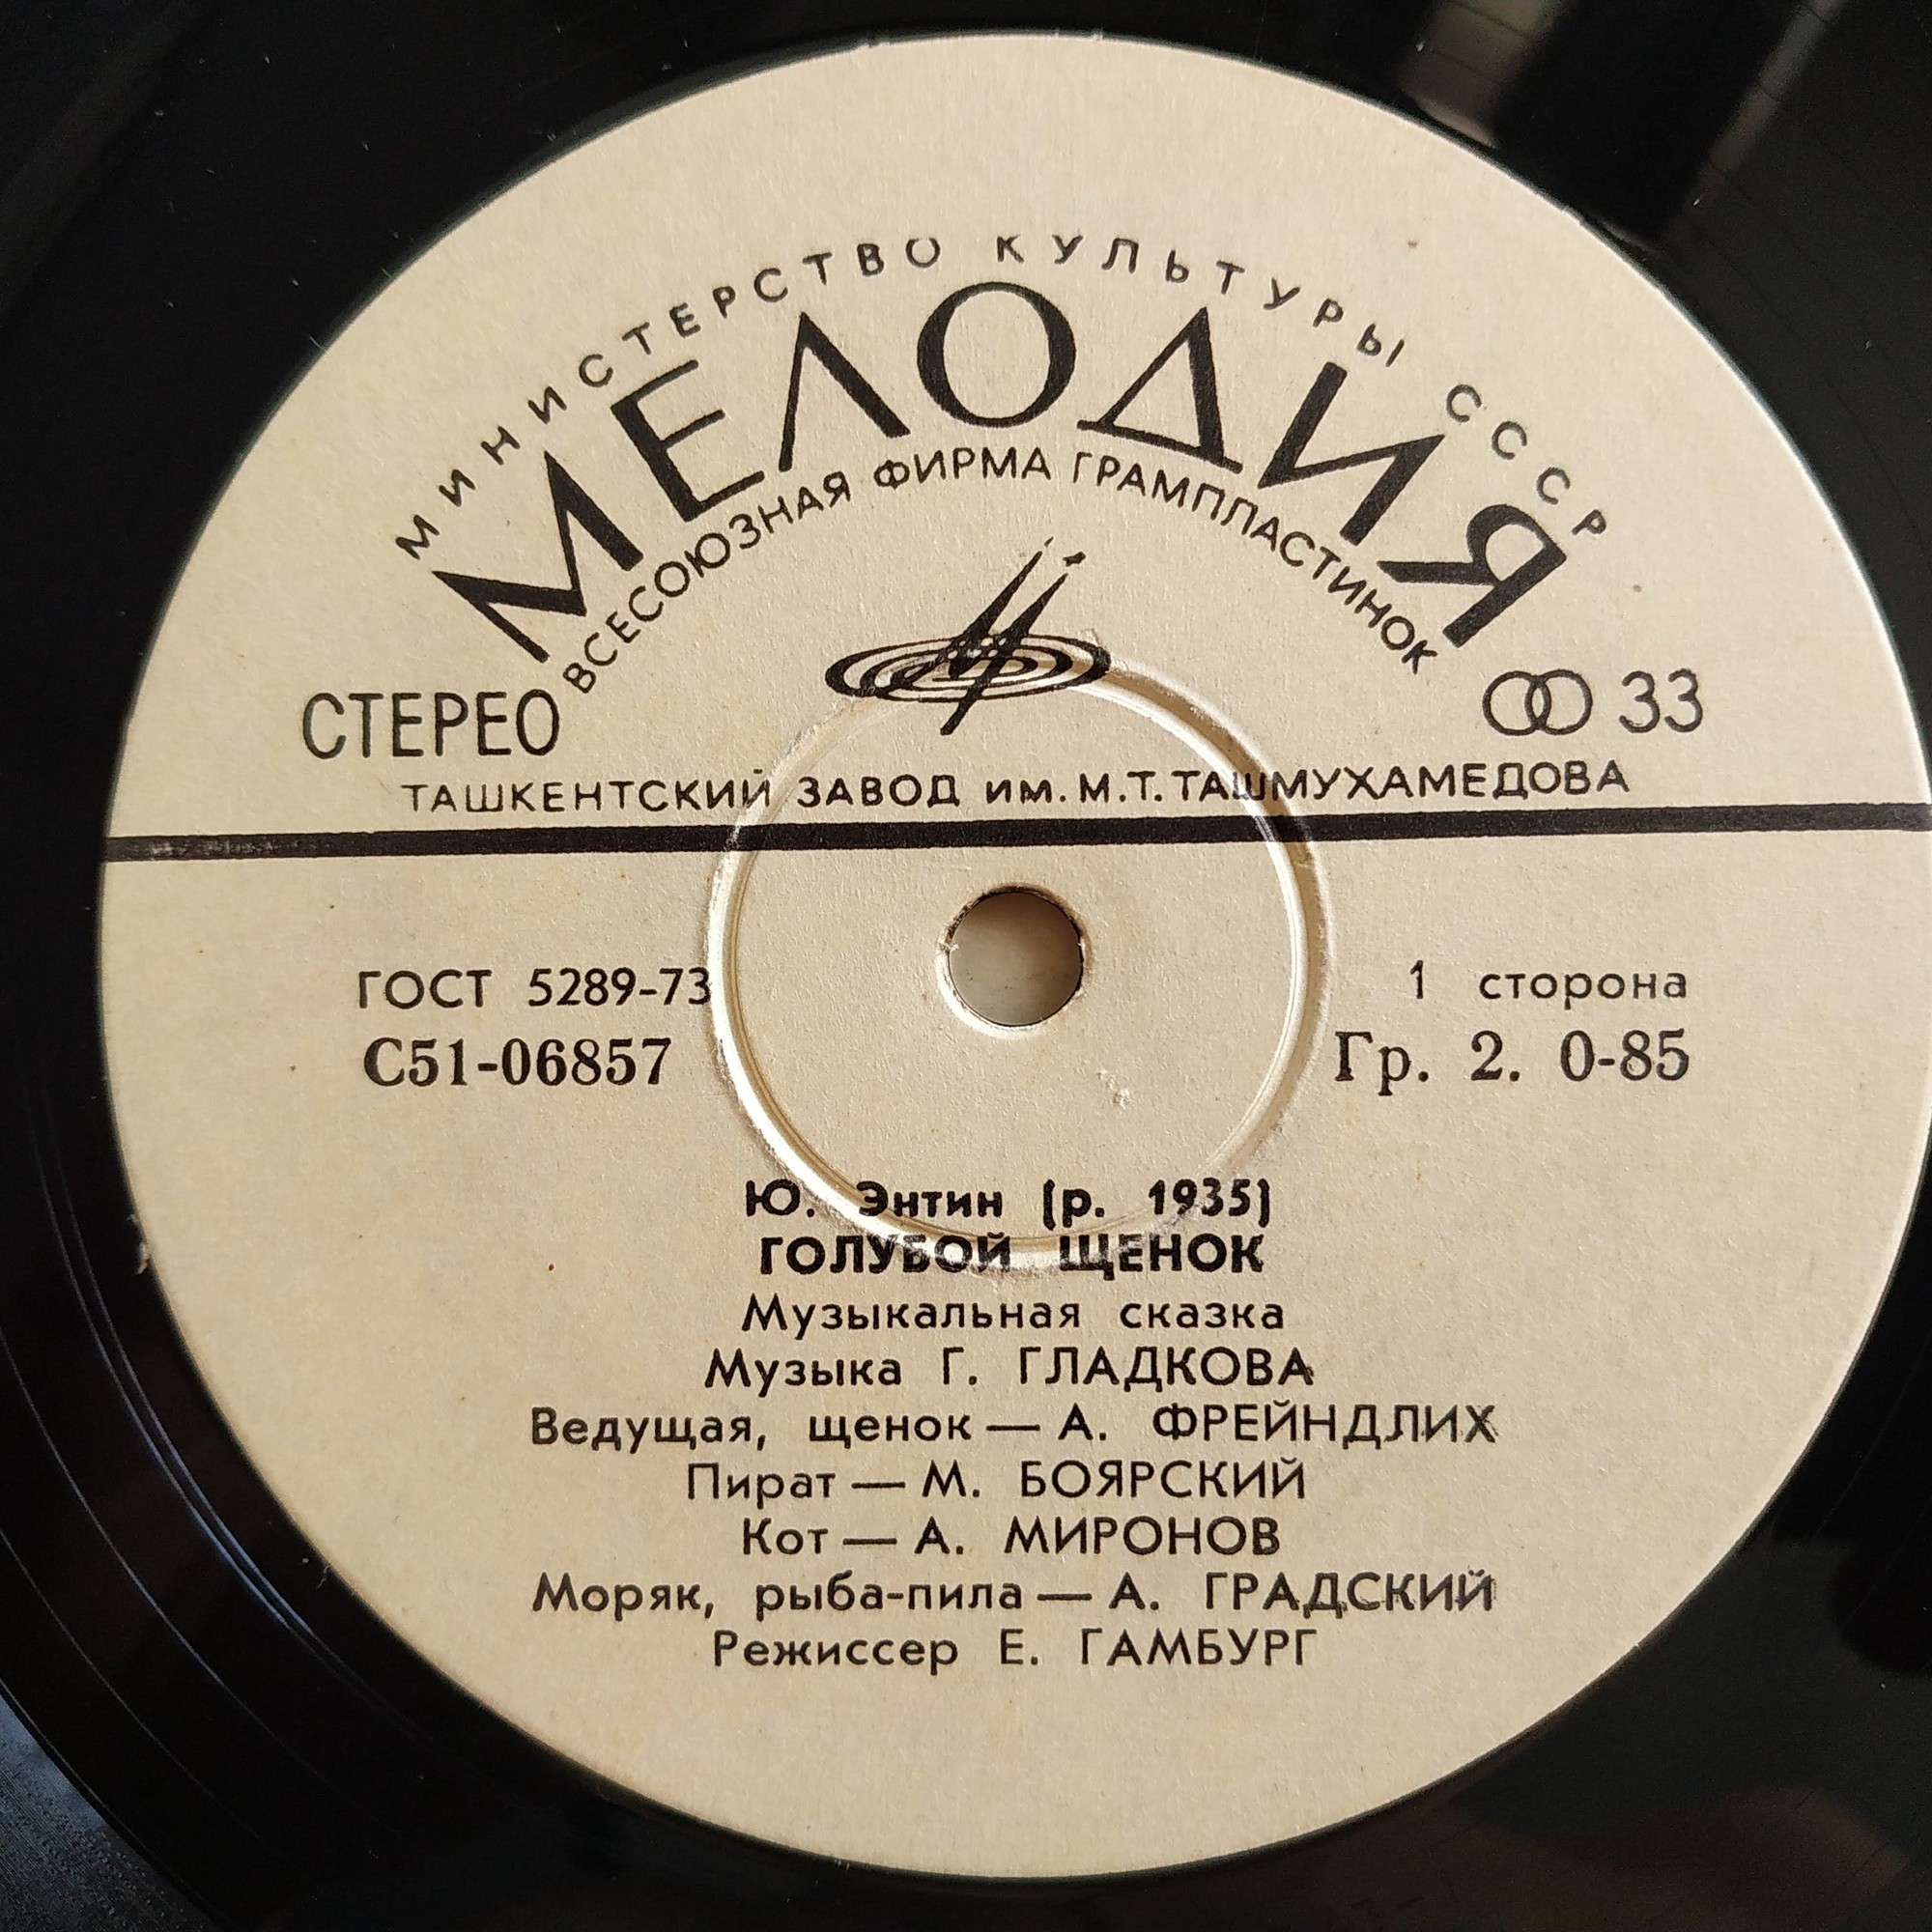 МИНИСТЕРСТВО КУЛЬТУРЫ СССР
МЕЛОДИЯ
ВСЕСОЮЗНАЯ ФИРМА ГРАМПЛАСТИНОК
СТЕРЕО 33
ТАШКЕНТСКИЙ ЗАВОД им. М.Т. ТАШМУХАМЕДОВА
ГОСТ 5289-73 1 сторона
С51-06857 Гр. 2. 0-85
Ю. Энтин (р. 1935)
ГОЛУБОЙ ЩЕНОК
Музыкальная сказка
Музыка Г. ГЛАДКОВА
Ведущая, щенок — А. ФРЕЙНДЛИХ
Пират — М. БОЯРСКИЙ
Кот — А. МИРОНОВ
Моряк, рыба-пила — А. ГРАДСКИЙ
Режиссер Е. ГАМБУРГ